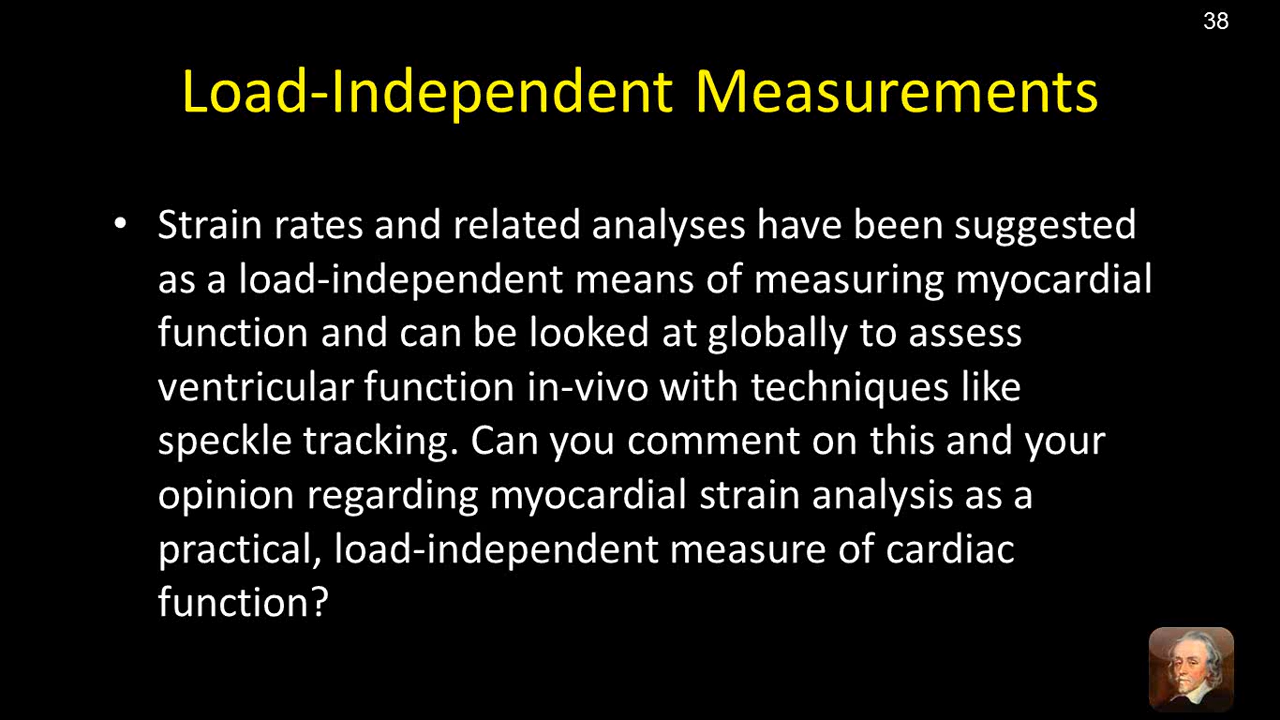 38
Load-Independent Measurements
• Strain rates and related analyses have been suggested
as a load-independent means of measuring myocardial
function and can be looked at globally to assess
ventricular function in-vivo with techniques like
speckle tracking. Can you comment on this and your
opinion regarding myocardial strain analysis as a
practical, load-independent measure of cardiac
function?